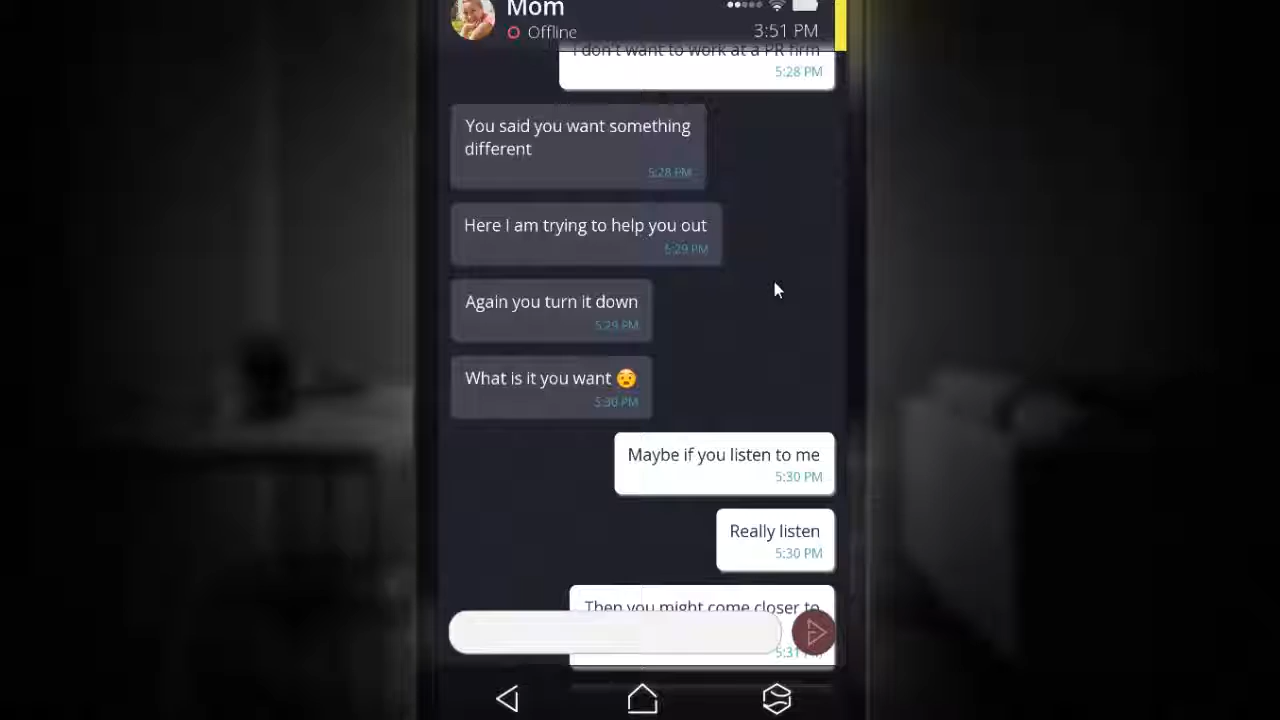 Mom
Offline
3:51 PM
I don't want to work at a PR firm
5:28 PM
You said you want something
different
5:28 PM
Here I am trying to help you out
5:29 PM
Again you turn it down
5:29 PM
What is it you want 😟
5:30 PM
Maybe if you listen to me
5:30 PM
Really listen
5:30 PM
Then you might come closer to
5:31 PM